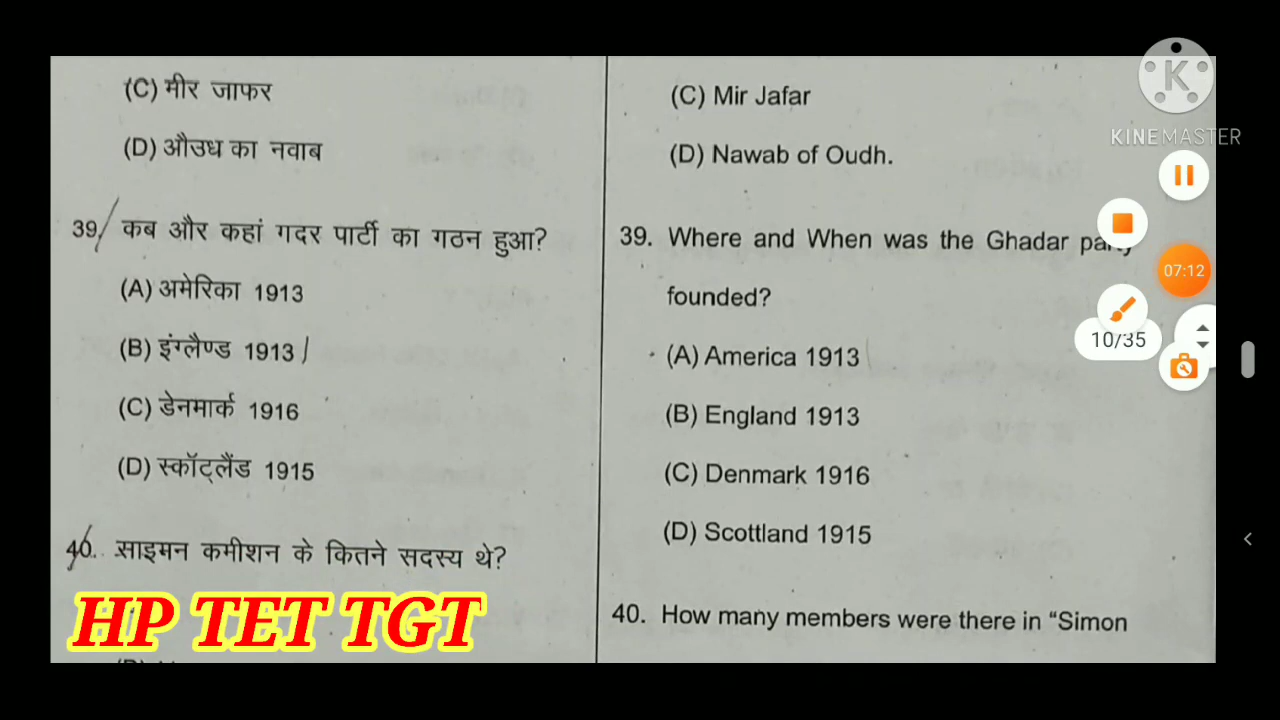 (C) मीर जाफर
(D) औउध का नवाब
39. कब और कहां गदर पार्टी का गठन हुआ?
(A) अमेरिका 1913
(B) इंग्लैण्ड 1913
(C) डेनमार्क 1916
(D) स्कॉट्लैंड 1915
40. साइमन कमीशन के कितने सदस्य थे?
HP TET TGT
(C) Mir Jafar
(D) Nawab of Oudh.
39. Where and When was the Ghadar party
founded?
(A) America 1913
(B) England 1913
(C) Denmark 1916
(D) Scottland 1915
40. How many members were there in “Simon
K
KINEMASTER
07:12
10/35